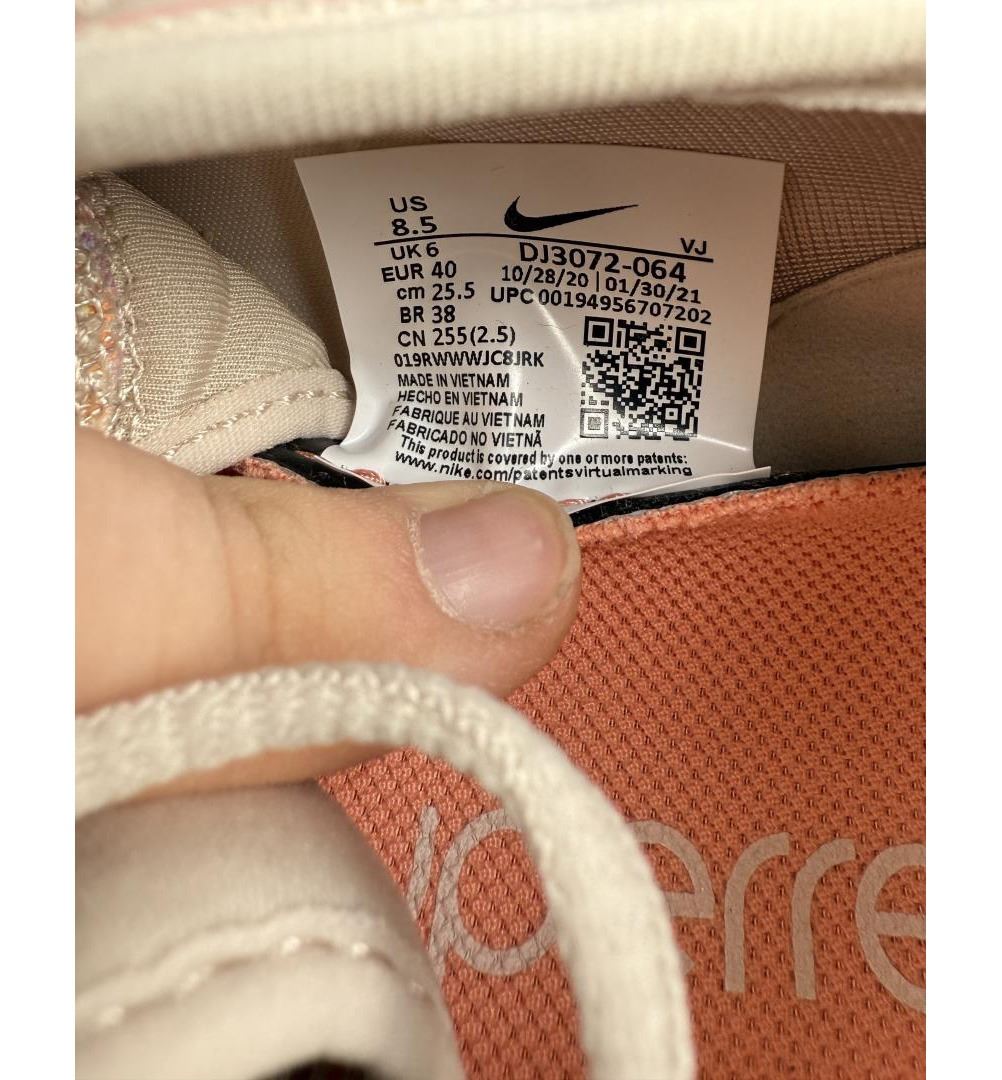 US
8.5
VJ
UK 6
DJ3072-064
EUR 40
10/28/20 | 01/30/21
cm 25.5
UPC 00194956707202
BR 38
CN 255(2.5)
019RWWWJC8JRK
MADE IN VIETNAM
HECHO EN VIETNAM
FABRIQUE AU VIETNAM
FABRICADO NO VIETNÃ
This product is covered by one or more patents:
www.nike.com/patentsvirtualmarking
yperre